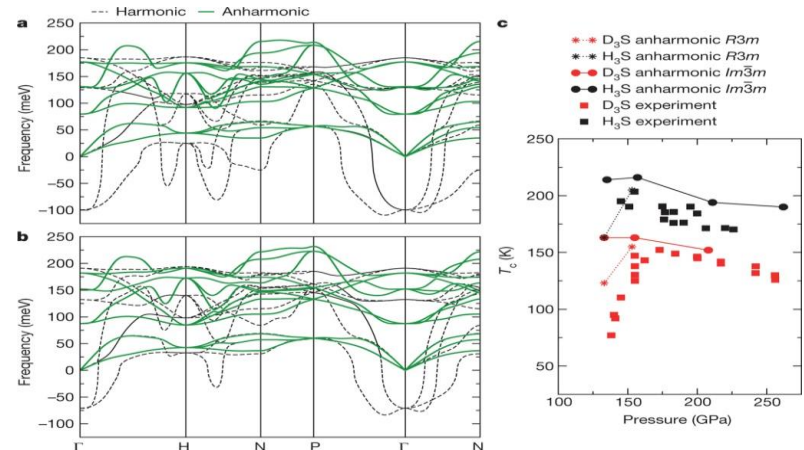 a
Harmonic Anharmonic
250
200
150
100
50
0
−50
−100
Frequency (meV)
b
250
200
150
100
50
0
−50
−100
Frequency (meV)
Γ H N P Γ N
c
D₃S anharmonic R3m
H₃S anharmonic R3m
D₃S anharmonic Im3̅m
H₃S anharmonic Im3̅m
D₃S experiment
H₃S experiment
250
200
150
100
50
Tc (K)
100 150 200 250
Pressure (GPa)